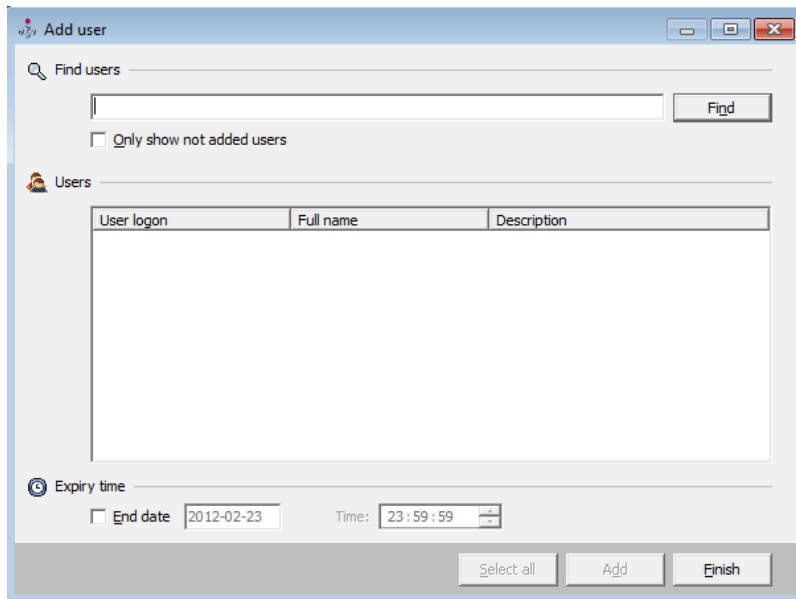 Add user
Find users
Find
Only show not added users
Users
User logon Full name Description
Expiry time
End date 2012-02-23 Time: 23:59:59
Select all Add Finish